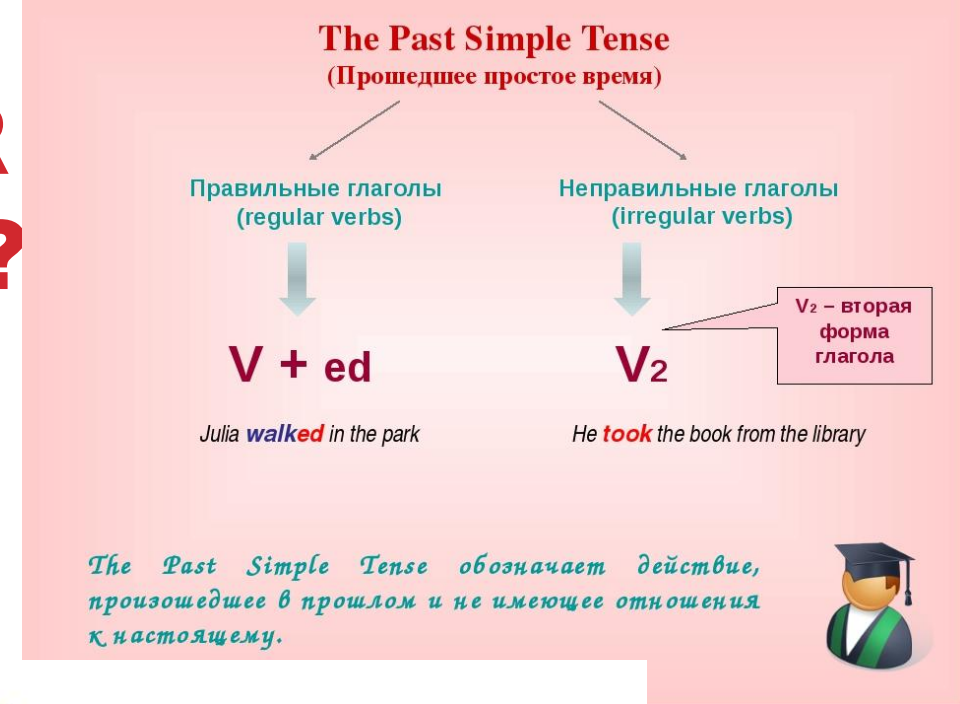 The Past Simple Tense
(Прошедшее простое время)
Правильные глаголы
(regular verbs)
Неправильные глаголы
(irregular verbs)
V2 – вторая
форма
глагола
V + ed
V2
Julia walked in the park
He took the book from the library
The Past Simple Tense обозначает действие,
произошедшее в прошлом и не имеющее отношения
к настоящему.
?